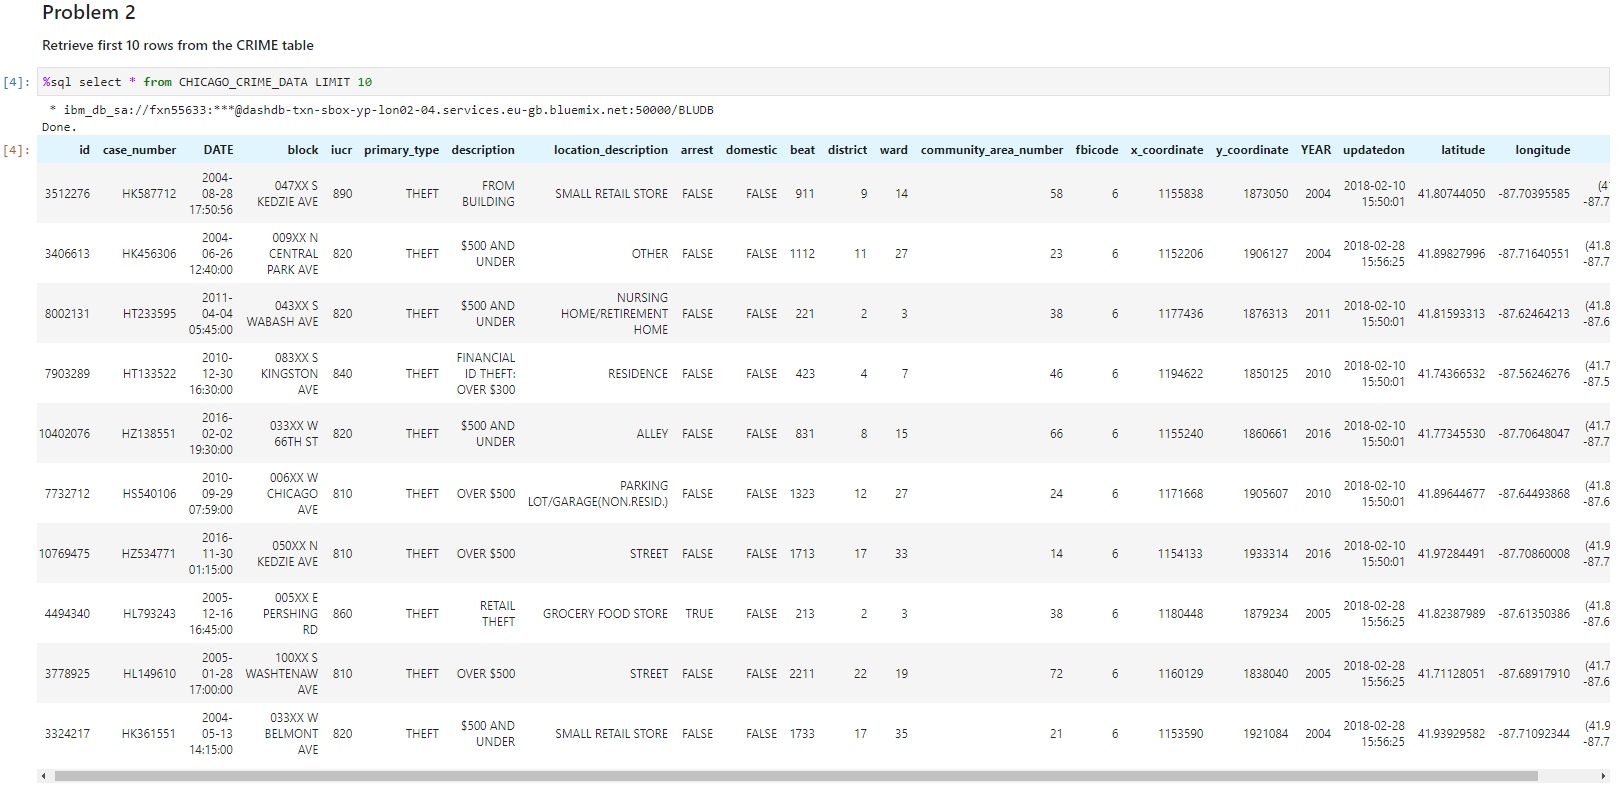 Problem 2
Retrieve first 10 rows from the CRIME table
[4]: %sql select * from CHICAGO_CRIME_DATA LIMIT 10
* ibm_db_sa://fxn55633:***@dashdb-txn-sbox-yp-lon02-04.services.eu-gb.bluemix.net:50000/BLUDB
Done.
[4]: id case_number DATE block iucr primary_type description location_description arrest domestic beat district ward community_area_number fbicode x_coordinate y_coordinate YEAR updatedon latitude longitude
3512276 HK587712 2004-08-28 17:50:56 047XX S KEDZIE AVE 890 THEFT FROM BUILDING SMALL RETAIL STORE FALSE FALSE 911 9 14 58 6 1155838 1873050 2004 2018-02-10 15:50:01 41.80744050 -87.70395585 (41 -87.7
3406613 HK456306 2004-06-26 12:40:00 009XX N CENTRAL PARK AVE 820 THEFT $500 AND UNDER OTHER FALSE FALSE 1112 11 27 23 6 1152206 1906127 2004 2018-02-28 15:56:25 41.89827996 -87.71640551 (41.8 -87.7
8002131 HT233595 2011-04-04 05:45:00 043XX S WABASH AVE 820 THEFT $500 AND UNDER NURSING HOME/RETIREMENT HOME FALSE FALSE 221 2 3 38 6 1177436 1876313 2011 2018-02-10 15:50:01 41.81593313 -87.62464213 (41.8 -87.6
7903289 HT133522 2010-12-30 16:30:00 083XX S KINGSTON AVE 840 THEFT FINANCIAL ID THEFT: OVER $300 RESIDENCE FALSE FALSE 423 4 7 46 6 1194622 1850125 2010 2018-02-10 15:50:01 41.74366532 -87.56246276 (41.7 -87.5
10402076 HZ138551 2016-02-02 19:30:00 033XX W 66TH ST 820 THEFT $500 AND UNDER ALLEY FALSE FALSE 831 8 15 66 6 1155240 1860661 2016 2018-02-10 15:50:01 41.77345530 -87.70648047 (41.7 -87.7
7732712 HS540106 2010-09-29 07:59:00 006XX W CHICAGO AVE 810 THEFT OVER $500 PARKING LOT/GARAGE(NON.RESID.) FALSE FALSE 1323 12 27 24 6 1171668 1905607 2010 2018-02-10 15:50:01 41.89644677 -87.64493868 (41.8 -87.6
10769475 HZ534771 2016-11-30 01:15:00 050XX N KEDZIE AVE 810 THEFT OVER $500 STREET FALSE FALSE 1713 17 33 14 6 1154133 1933314 2016 2018-02-10 15:50:01 41.97284491 -87.70860008 (41.9 -87.7
4494340 HL793243 2005-12-16 16:45:00 005XX E PERSHING RD 860 THEFT RETAIL THEFT GROCERY FOOD STORE TRUE FALSE 213 2 3 38 6 1180448 1879234 2005 2018-02-28 15:56:25 41.82387989 -87.61350386 (41.8 -87.6
3778925 HL149610 2005-01-28 17:00:00 100XX S WASHTENAW AVE 810 THEFT OVER $500 STREET FALSE FALSE 2211 22 19 72 6 1160129 1838040 2005 2018-02-28 15:56:25 41.71128051 -87.68917910 (41.7 -87.6
3324217 HK361551 2004-05-13 14:15:00 033XX W BELMONT AVE 820 THEFT $500 AND UNDER SMALL RETAIL STORE FALSE FALSE 1733 17 35 21 6 1153590 1921084 2004 2018-02-28 15:56:25 41.93929582 -87.71092344 (41.9 -87.7